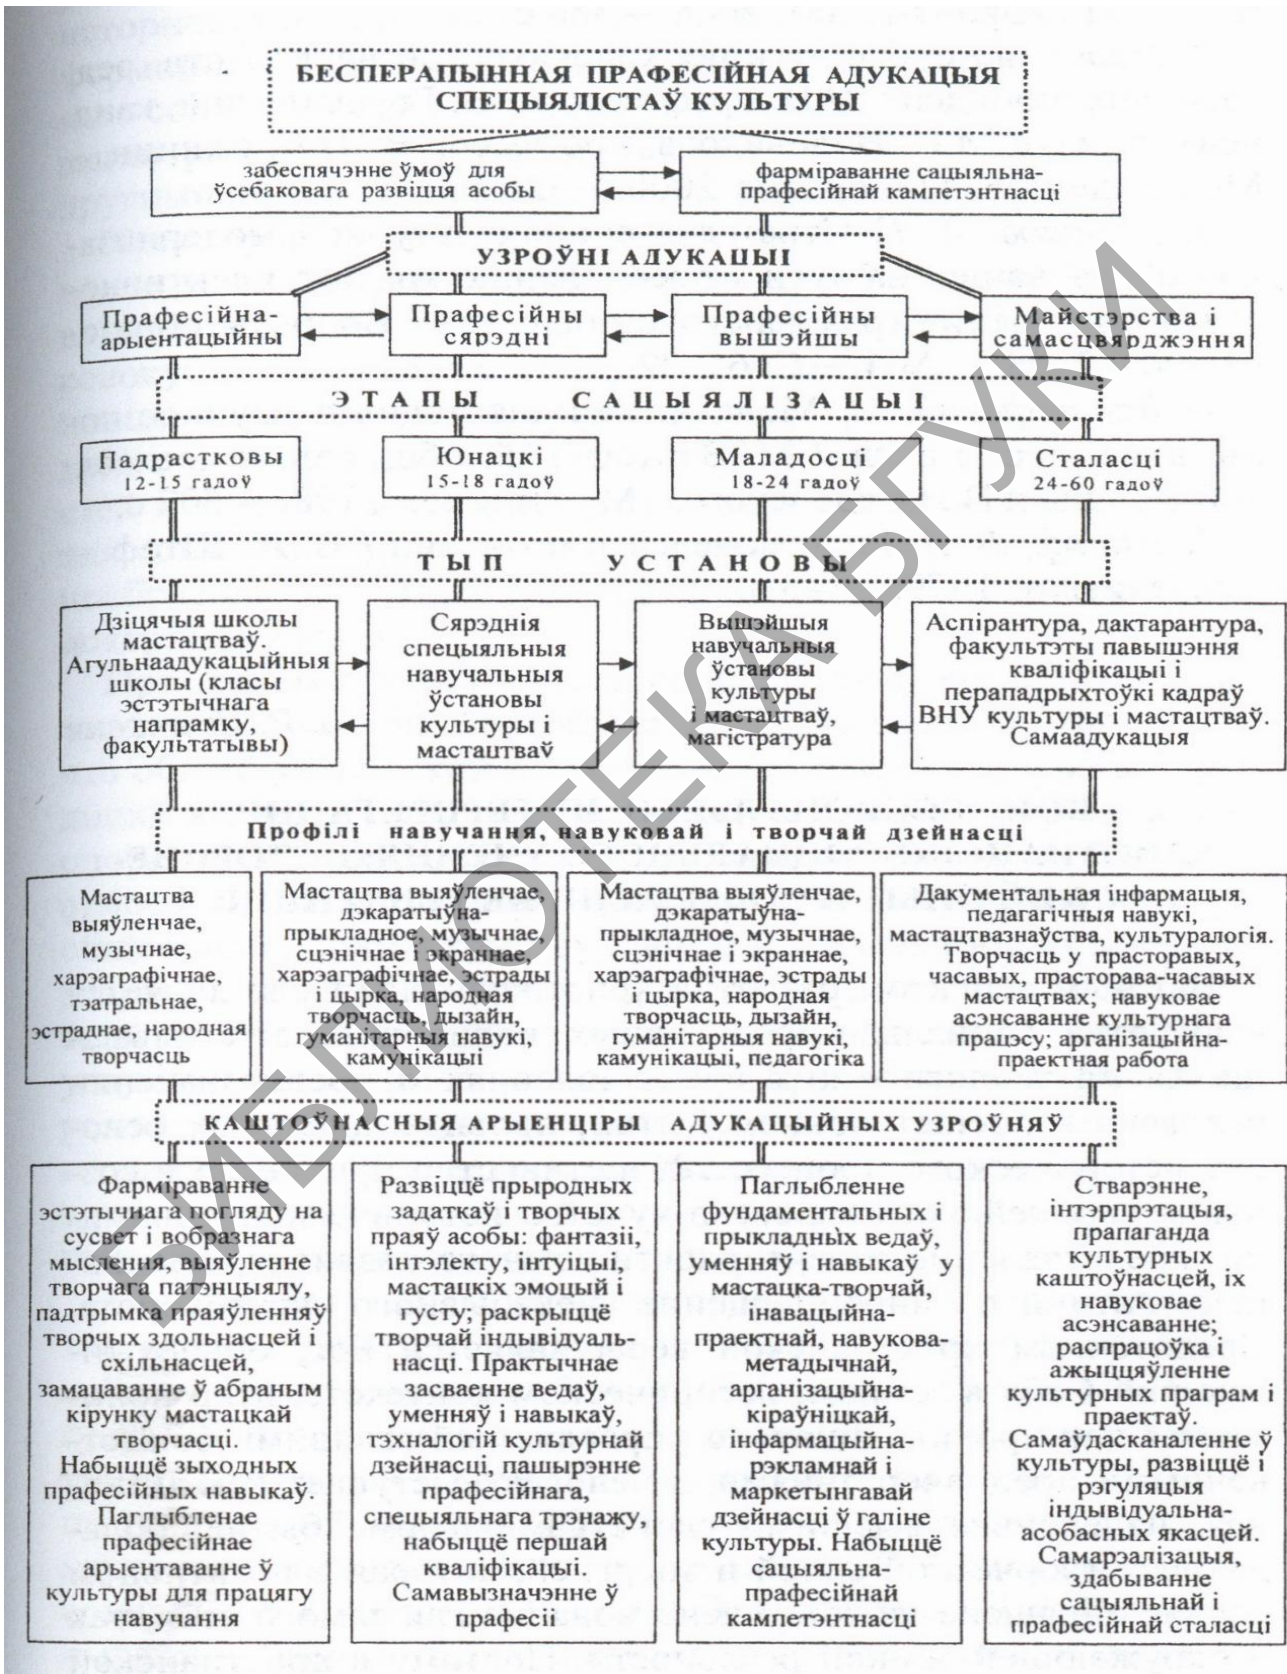 БЕСПЕРАПЫННАЯ ПРАФЕСІЙНАЯ АДУКАЦЫЯ
СПЕЦЫЯЛІСТАЎ КУЛЬТУРЫ
забеспячэнне ўмоў для
ўсебаковага развіцця асобы
фарміраванне сацыяльна-
прафесійнай кампетэнтнасці
УЗРОЎНІ АДУКАЦЫІ
Прафесійна-
арыентацыйны
Прафесійны
сярэдні
Прафесійны
вышэйшы
Майстэрства і
самасцвярджэння
ЭТАПЫ САЦЫЯЛІЗАЦЫІ
Падрастковы
12-15 гадоў
Юнацкі
15-18 гадоў
Маладосці
18-24 гадоў
Сталасці
24-60 гадоў
ТЫП УСТАНОВЫ
Дзіцячыя школы
мастацтваў.
Агульнаадукацыйныя
школы (класы
эстэтычнага
напрамку,
факультатывы)
Сярэднія
спецыяльныя
навучальныя
ўстановы
культуры і
мастацтваў
Вышэйшыя
навучальныя
ўстановы
культуры
і мастацтваў,
магістратура
Аспірантура, дактарантура,
факультэты павышэння
кваліфікацыі і
перападрыхтоўкі кадраў
ВНУ культуры і мастацтваў.
Самаадукацыя
Профілі навучання, навуковай і творчай дзейнасці
Мастацтва
выяўленчае,
музычнае,
харэаграфічнае,
тэатральнае,
эстраднае, народная
творчасць
Мастацтва выяўленчае,
дэкаратыўна-
прыкладное, музычнае,
сцэнічнае і экраннае,
харэаграфічнае, эстрады
і цырка, народная
творчасць, дызайн,
гуманітарныя навукі,
камунікацыі
Мастацтва выяўленчае,
дэкаратыўна-
прыкладное, музычнае,
сцэнічнае і экраннае,
харэаграфічнае, эстрады
і цырка, народная
творчасць, дызайн,
гуманітарныя навукі,
камунікацыі, педагогіка
Дакументальная інфармацыя,
педагагічныя навукі,
мастацтвазнаўства, культуралогія.
Творчасць у прасторавых,
часавых, прасторава-часавых
мастацтвах; навуковае
асэнсаванне культурнага
працэсу; арганізацыйна-
праектная работа
КАШТОЎНАСНЫЯ АРЫЕНЦІРЫ АДУКАЦЫЙНЫХ УЗРОЎНЯЎ
Фарміраванне
эстэтычнага погляду на
сусвет і вобразнага
мыслення, выяўленне
творчага патэнцыялу,
падтрымка праяўленняў
творчых здольнасцей і
схільнасцей,
замацаванне ў абраным
кірунку мастацкай
творчасці.
Набыццё зыходных
прафесійных навыкаў.
Паглыбленае
прафесійнае
арыентаванне ў
культуры для працягу
навучання
Развіццё прыродных
задаткаў і творчых
праяў асобы: фантазіі,
інтэлекту, інтуіцыі,
мастацкіх эмоцый і
густу; раскрыццё
творчай індывідуаль-
насці. Практычнае
засваенне ведаў,
уменняў і навыкаў,
тэхналогій культурнай
дзейнасці, пашырэнне
прафесійнага,
спецыяльнага трэнажу,
набыццё першай
кваліфікацыі.
Самавызначэнне ў
прафесіі
Паглыбленне
фундаментальных і
прыкладных ведаў,
уменняў і навыкаў у
мастацка-творчай,
інавацыйна-
праектнай, навукова-
метадычнай,
арганізацыйна-
кіраўніцкай,
інфармацыйна-
рэкламнай і
маркетынгавай
дзейнасці ў галіне
культуры. Набыццё
сацыяльна-
прафесійнай
кампетэнтнасці
Стварэнне,
інтэрпрэтацыя,
прапаганда
культурных
каштоўнасцей, іх
навуковае
асэнсаванне;
распрацоўка і
ажыццяўленне
культурных праграм і
праектаў.
Самаўдасканаленне ў
культуры, развіццё і
рэгуляцыя
індывідуальна-
асобасных якасцей.
Самарэалізацыя,
здабыванне
сацыяльнай і
прафесійнай сталасці
БИБЛИОТЕКА БГУКИ